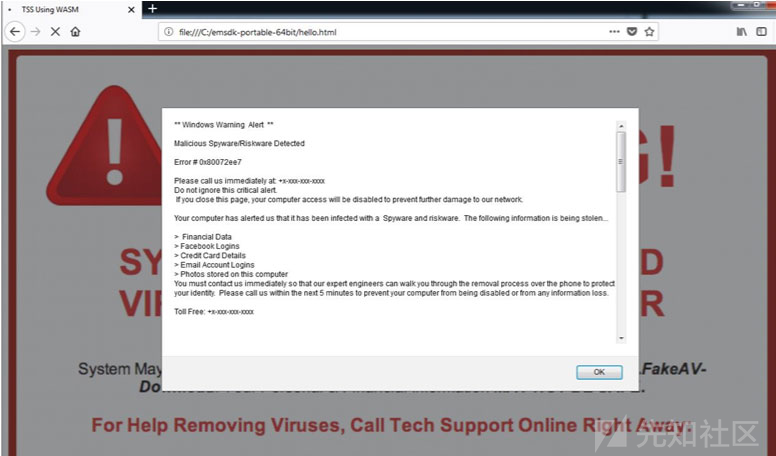 TSS Using WASM
file:///C:/emsdk-portable-64bit/hello.html
** Windows Warning Alert **
Malicious Spyware/Riskware Detected
Error # 0x80072ee7
Please call us immediately at: +x-xxx-xxx-xxxx
Do not ignore this critical alert.
If you close this page, your computer access will be disabled to prevent further damage to our network.
Your computer has alerted us that it has been infected with a Spyware and riskware. The following information is being stolen...
> Financial Data
> Facebook Logins
> Credit Card Details
> Email Account Logins
> Photos stored on this computer
You must contact us immediately so that our expert engineers can walk you through the removal process over the phone to protect
your identity. Please call us within the next 5 minutes to prevent your computer from being disabled or from any information loss.
Toll Free: +x-xxx-xxx-xxxx
OK
G!
SY D
VIR R
System May .FakeAV-
For Help Removing Viruses, Call Tech Support Online Right Away.
先知社区